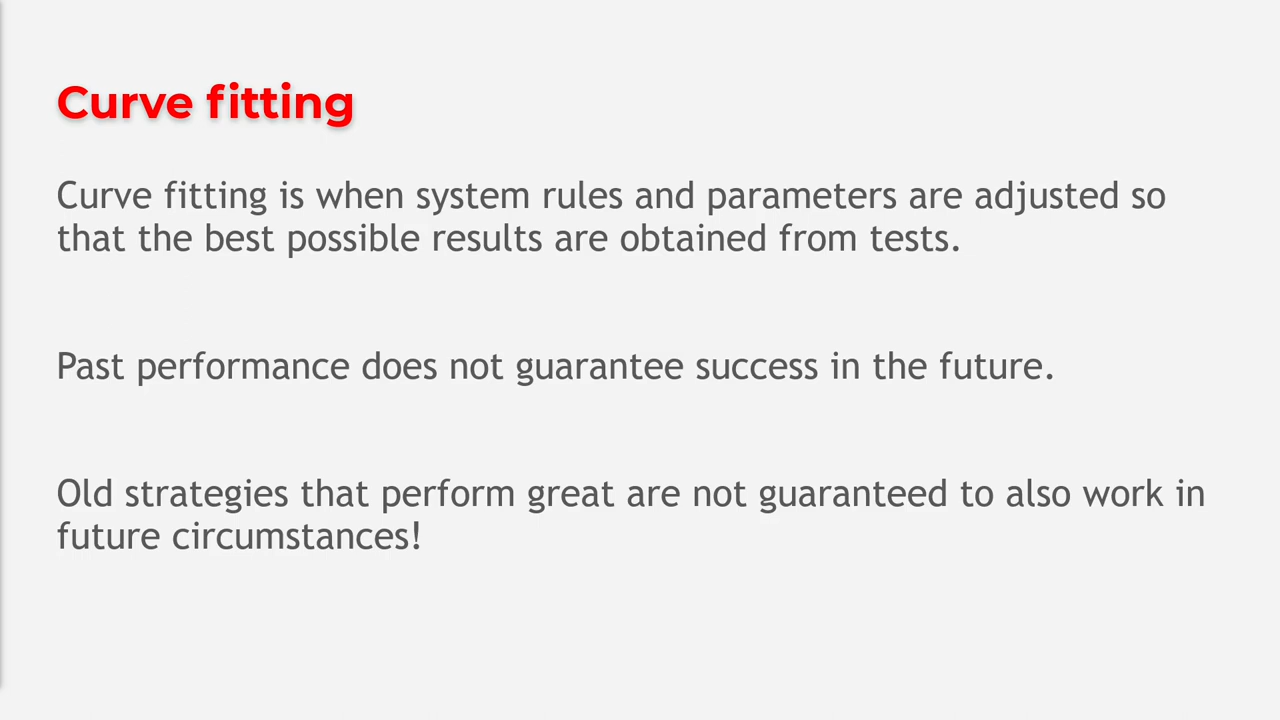 Curve fitting
Curve fitting is when system rules and parameters are adjusted so
that the best possible results are obtained from tests.
Past performance does not guarantee success in the future.
Old strategies that perform great are not guaranteed to also work in
future circumstances!